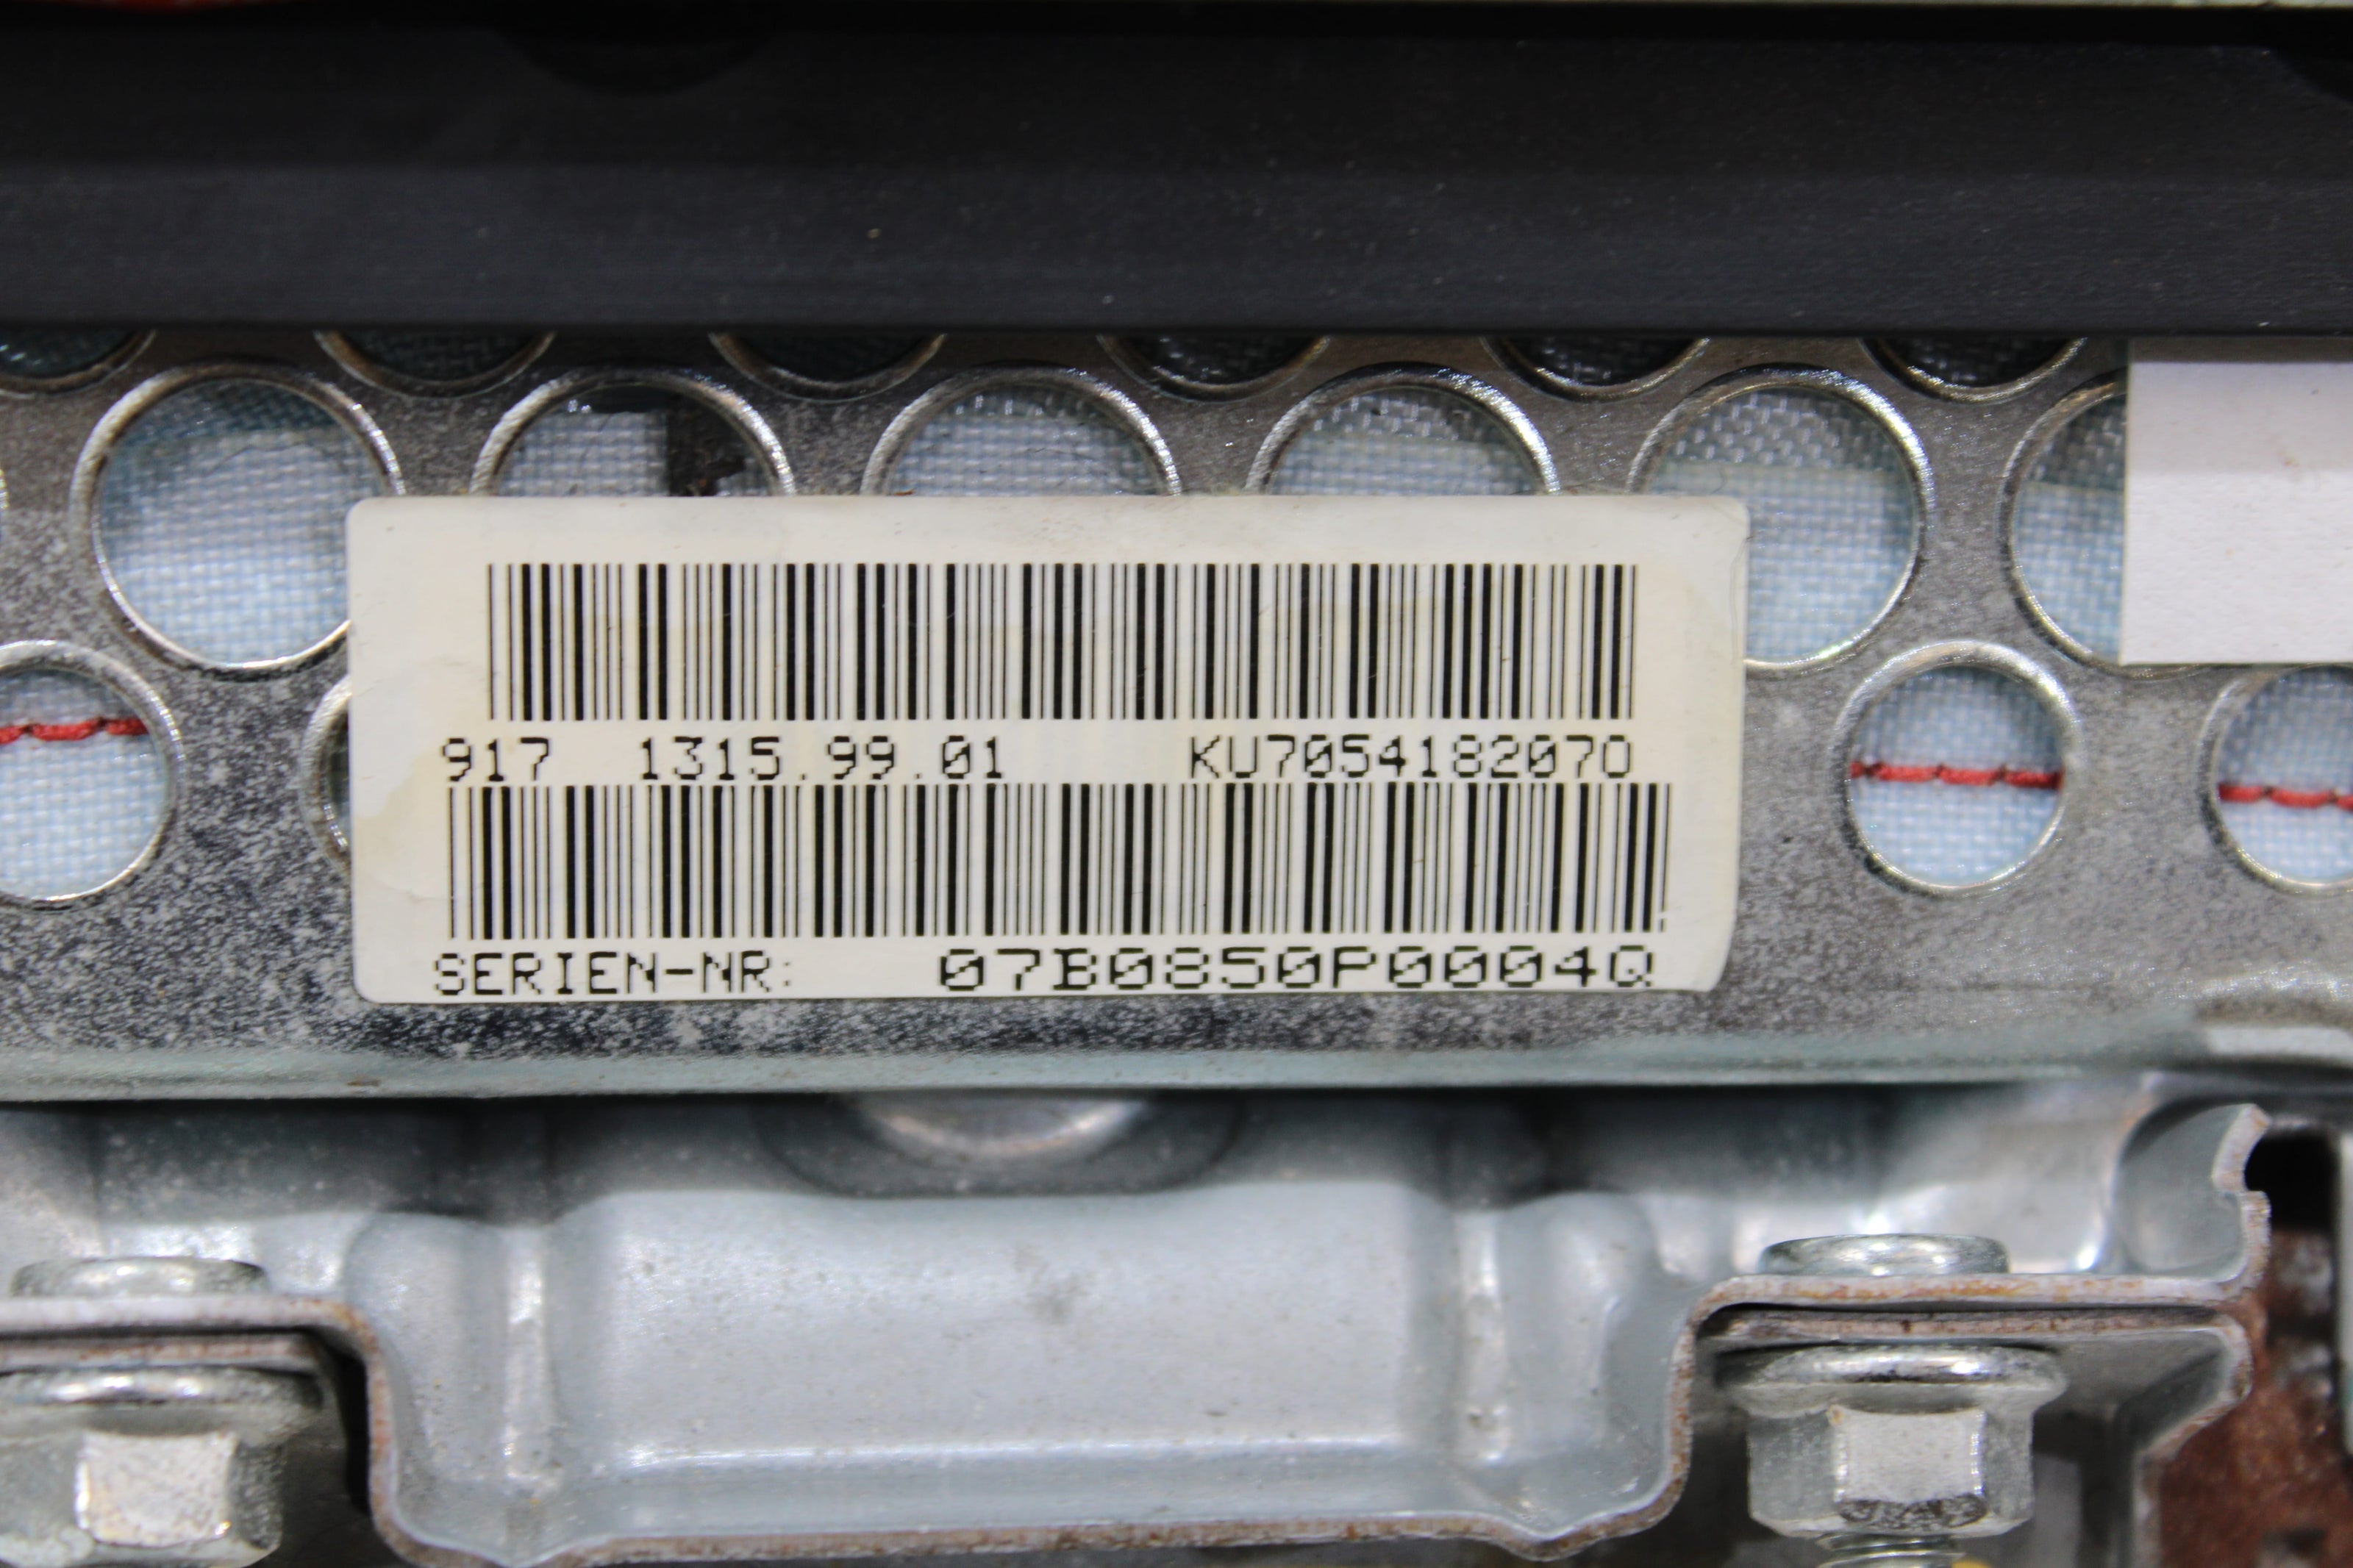 917 1315.99.01 KU7054182070
SERIEN-NR: 07B0850P0004Q